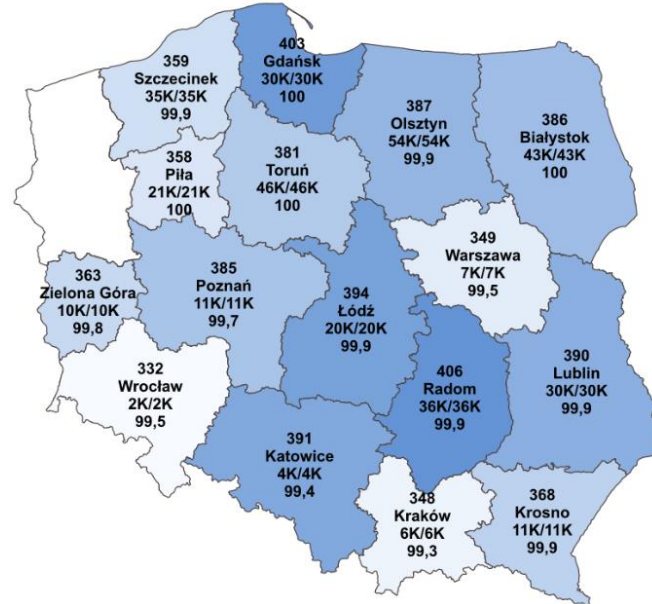 403
Gdańsk
30K/30K
100
359
Szczecinek
35K/35K
99,9
387
Olsztyn
54K/54K
99,9
386
Białystok
43K/43K
100
358
Piła
21K/21K
100
381
Toruń
46K/46K
100
349
Warszawa
7K/7K
99,5
363
Zielona Góra
10K/10K
99,8
385
Poznań
11K/11K
99,7
394
Łódź
20K/20K
99,9
390
Lublin
30K/30K
99,9
332
Wrocław
2K/2K
99,5
406
Radom
36K/36K
99,9
391
Katowice
4K/4K
99,4
348
Kraków
6K/6K
99,3
368
Krosno
11K/11K
99,9